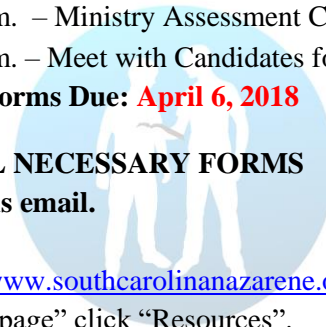 m. – Ministry Assessment C
m. – Meet with Candidates fo
orms Due: April 6, 2018
L NECESSARY FORMS
is email.
www.southcarolinanazarene.o
page” click “Resources”.